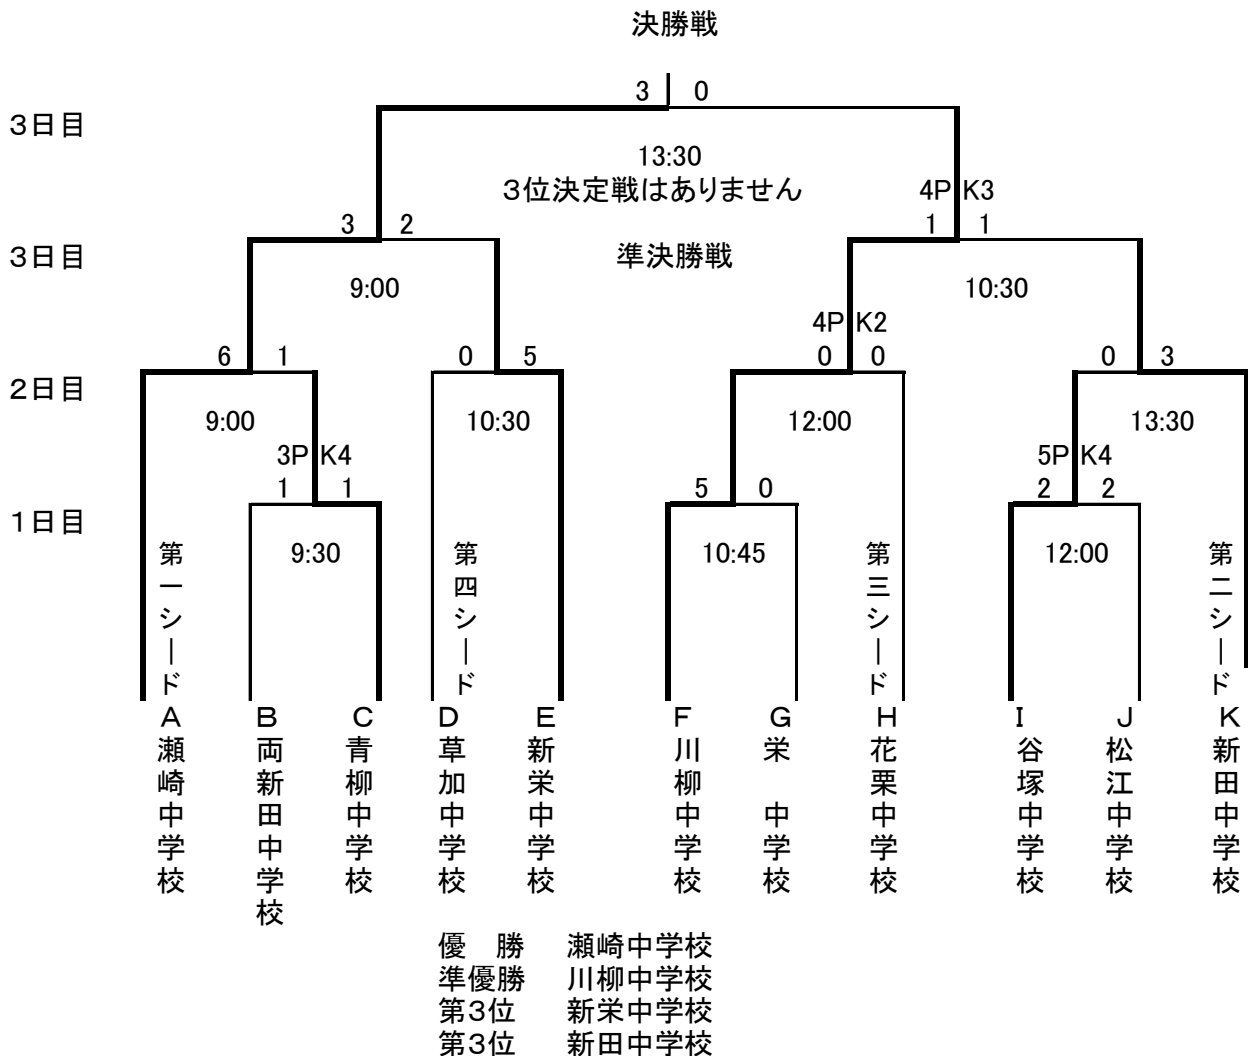 決勝戦
3 0
３日目
13:30
３位決定戦はありません
4P K3
3 2
1 1
３日目
準決勝戦
9:00
10:30
4P K2
6 1
0 5
0 0
0 3
２日目
9:00
10:30
12:00
13:30
3P K4
5P K4
1 1
5 0
2 2
１日目
9:30
10:45
12:00
第一シード
第四シード
第三シード
第二シード
A 瀬崎中学校
B 両新田中学校
C 青柳中学校
D 草加中学校
E 新栄中学校
F 川柳中学校
G 栄　中学校
H 花栗中学校
I 谷塚中学校
J 松江中学校
K 新田中学校
優　勝　瀬崎中学校
準優勝　川柳中学校
第３位　新栄中学校
第３位　新田中学校